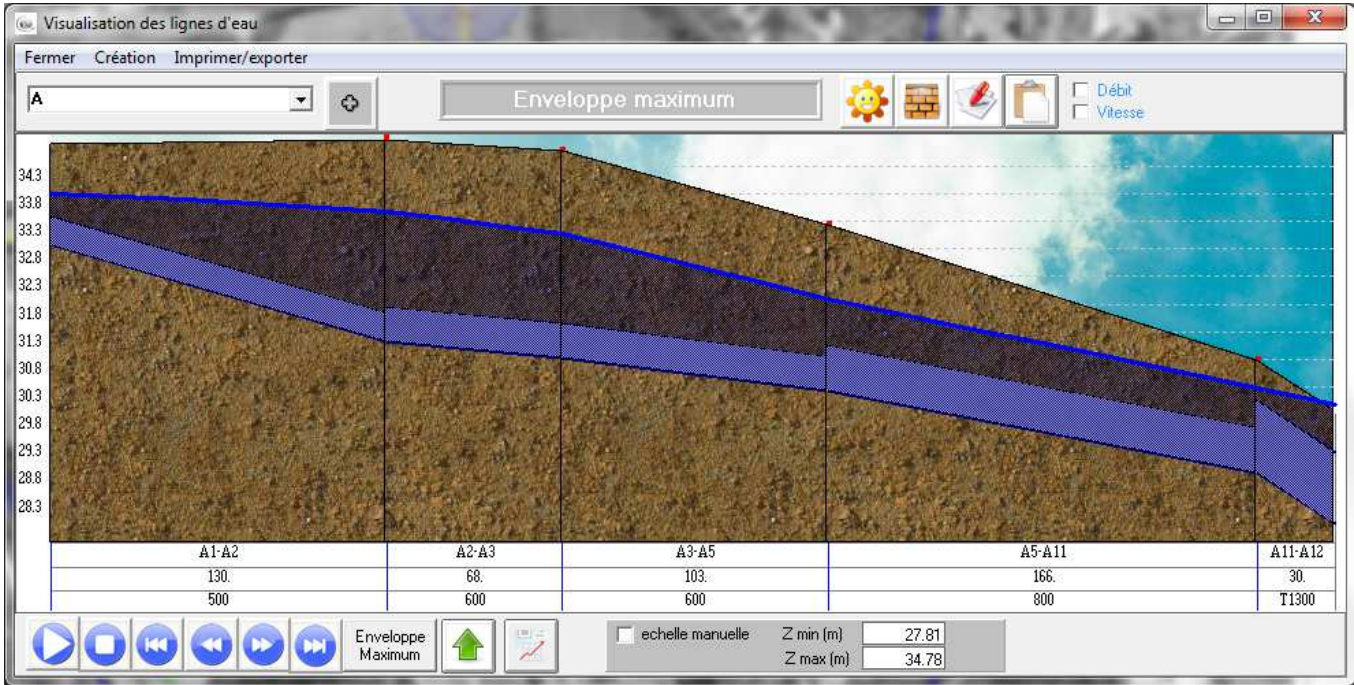 Visualisation des lignes d'eau
Fermer Création Imprimer/exporter
A
Enveloppe maximum
Débit
Vitesse
34.3
33.8
33.3
32.8
32.3
31.8
31.3
30.8
30.3
29.8
29.3
28.8
28.3
A1-A2 A2-A3 A3-A5 A5-A11 A11-A12
130. 68. 103. 166. 30.
500 600 600 800 T1300
Enveloppe
Maximum
echelle manuelle Z min (m) 27.81
Z max (m) 34.78